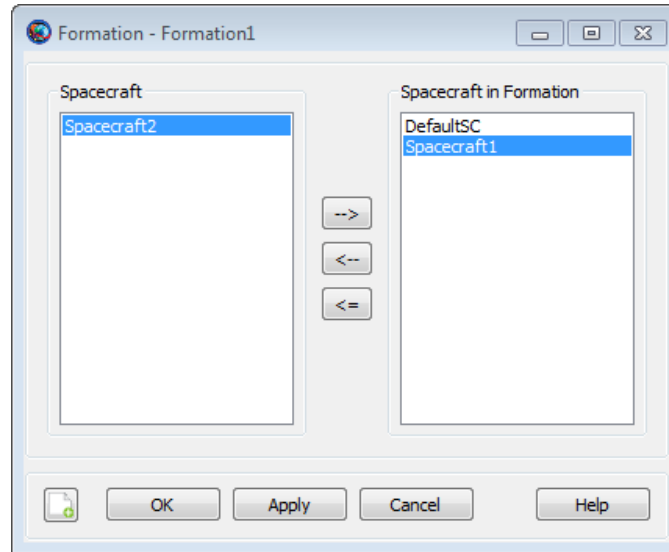 Formation - Formation1
Spacecraft
Spacecraft in Formation
Spacecraft2
DefaultSC
Spacecraft1
-->
<--
<=
OK
Apply
Cancel
Help